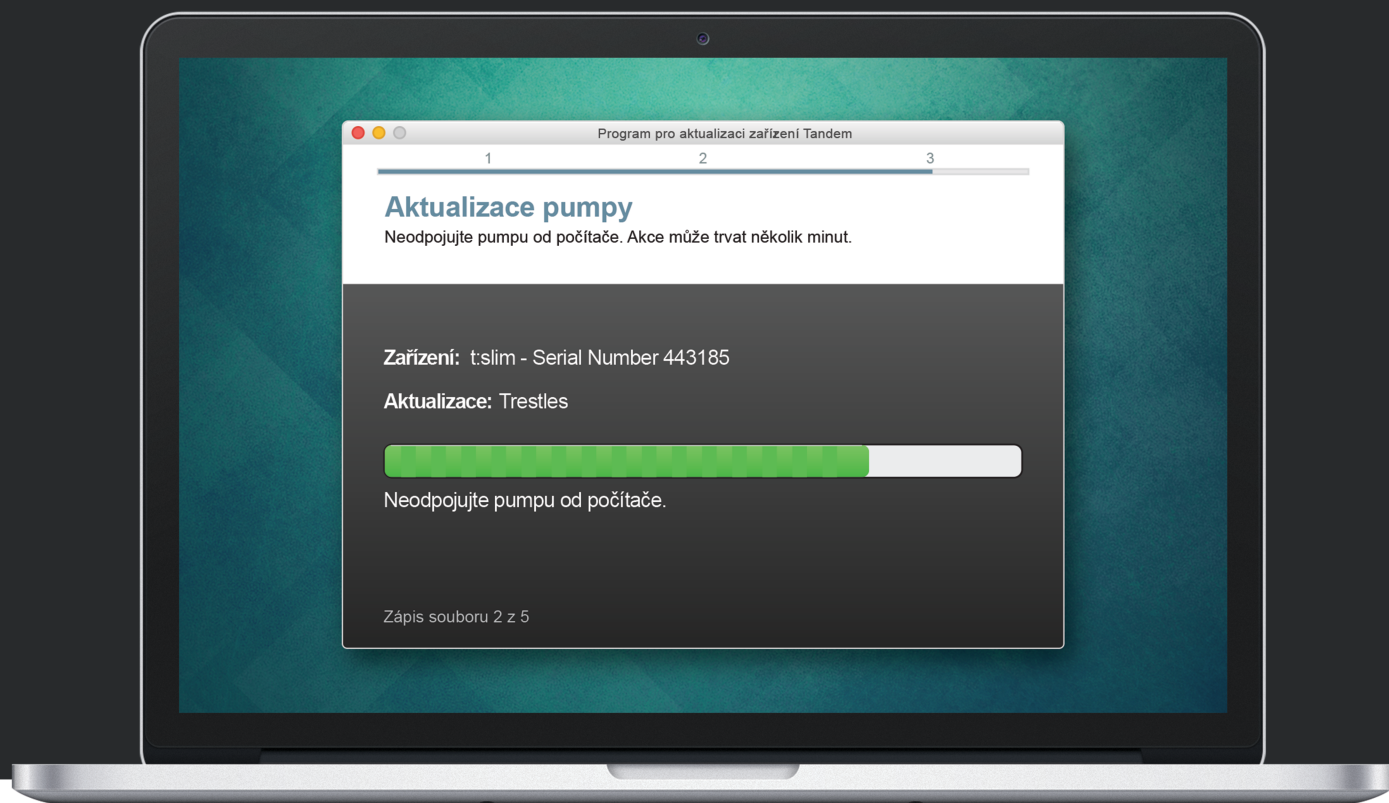 Program pro aktualizaci zařízení Tandem
1 2 3
Aktualizace pumpy
Neodpojujte pumpu od počítače. Akce může trvat několik minut.
Zařízení: t:slim - Serial Number 443185
Aktualizace: Trestles
Neodpojujte pumpu od počítače.
Zápis souboru 2 z 5